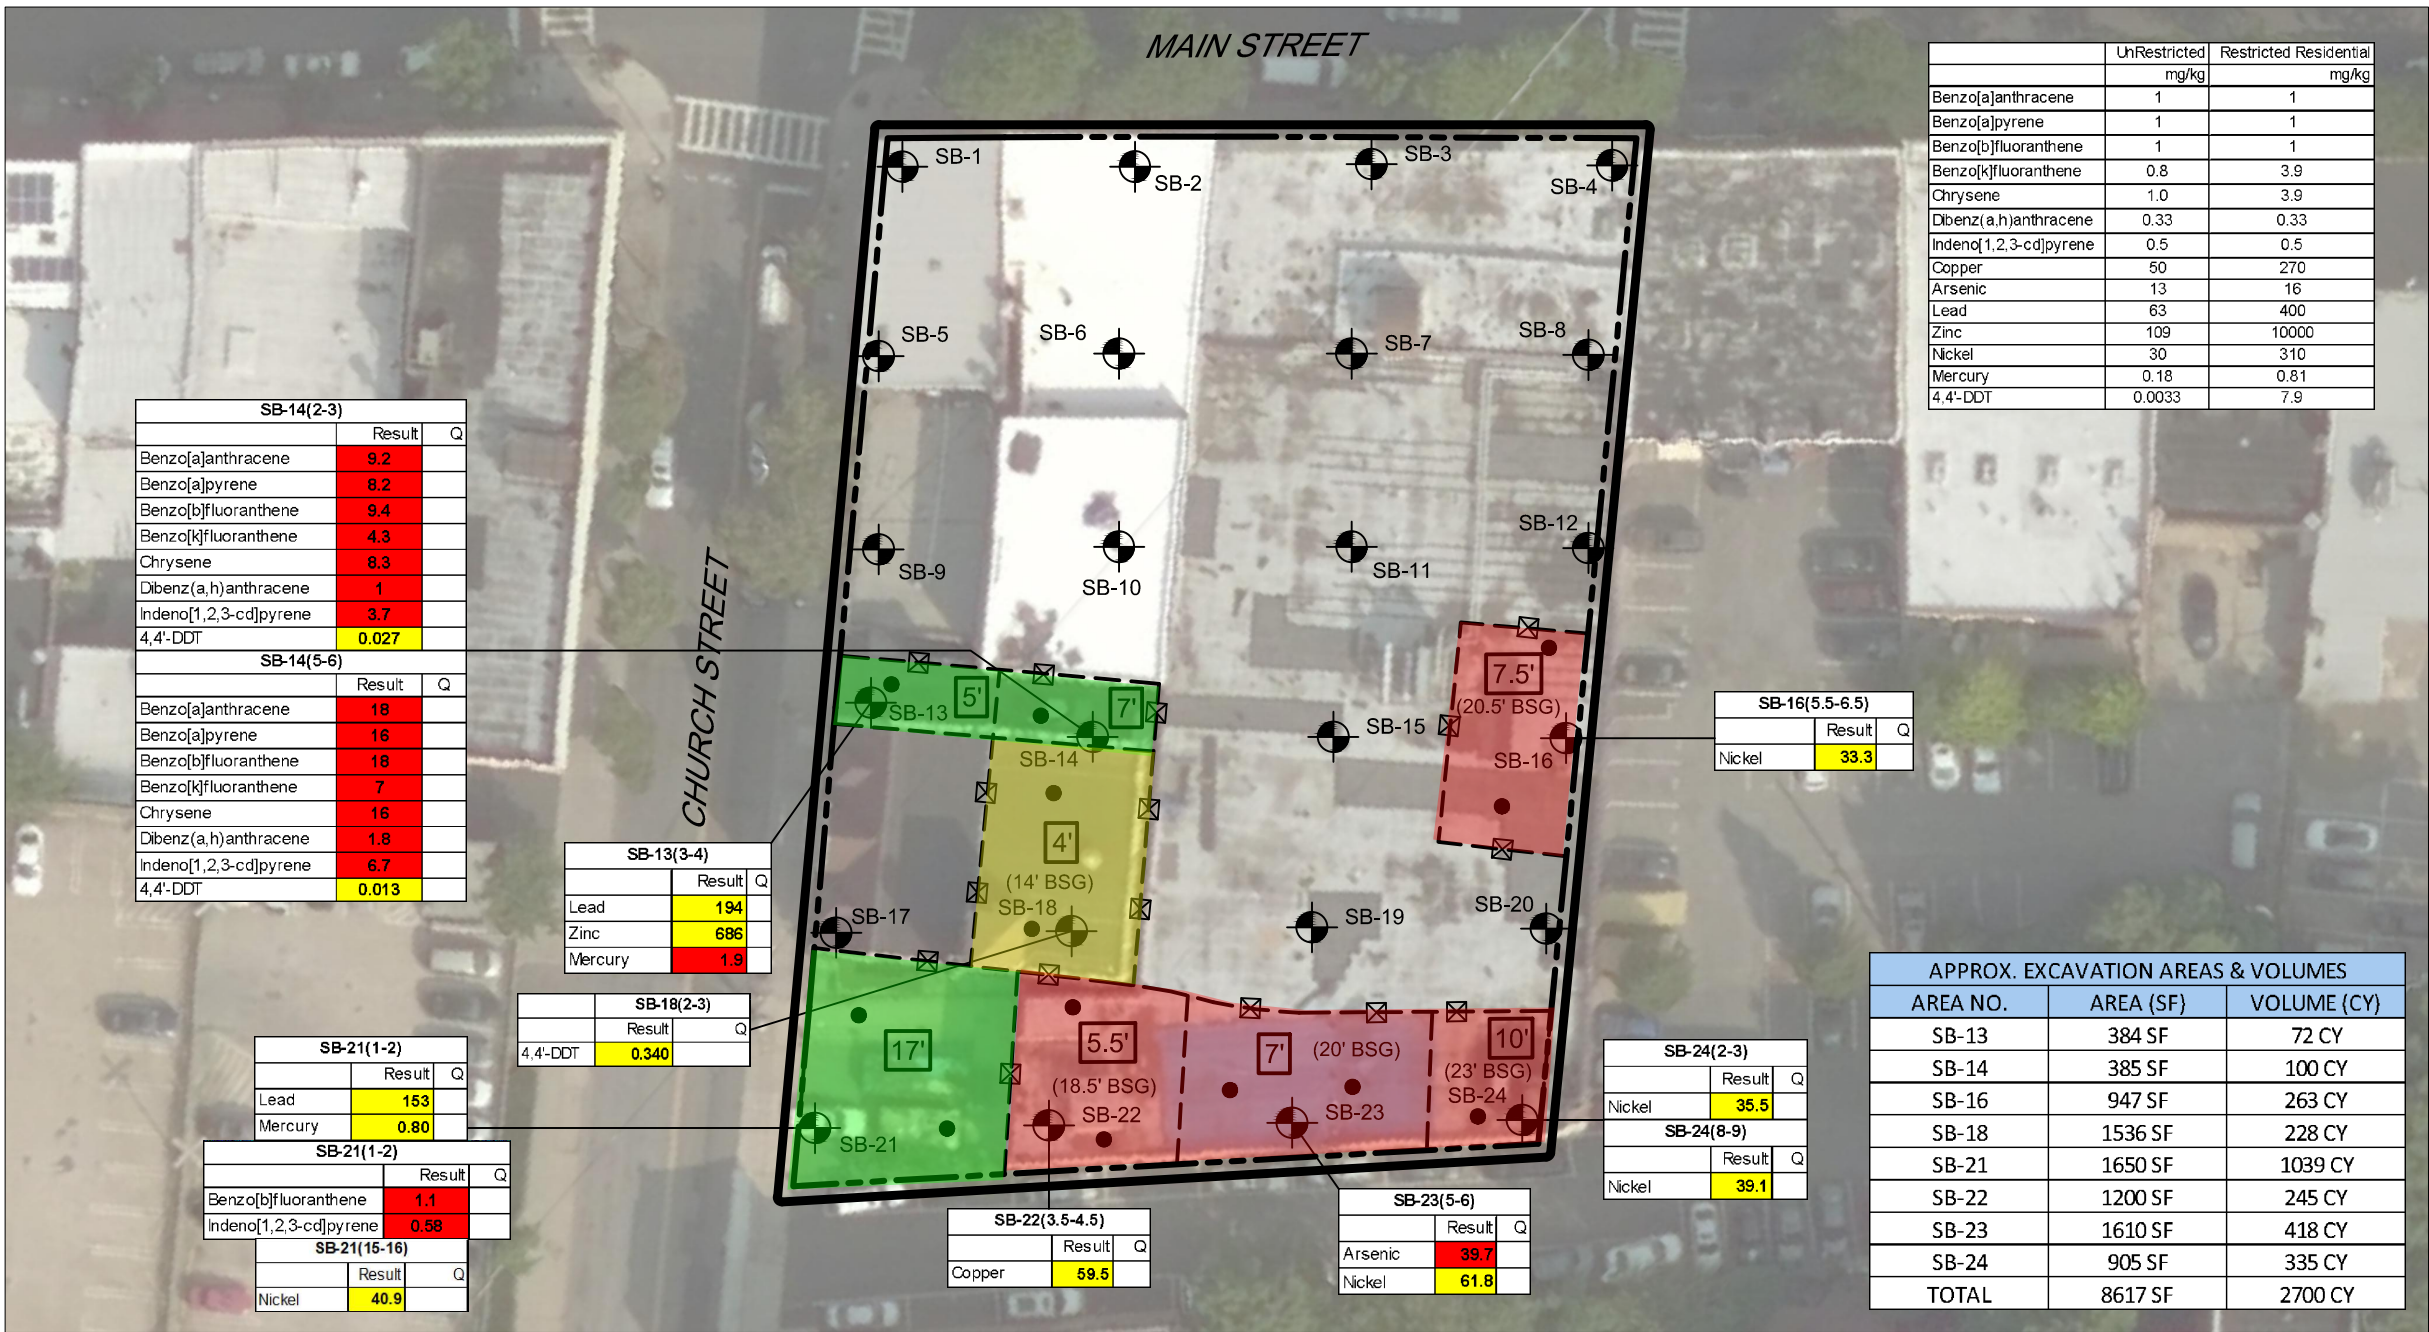 MAIN STREET
CHURCH STREET
UnRestricted Restricted Residential
mg/kg mg/kg
Benzo[a]anthracene 1 1
Benzo[a]pyrene 1 1
Benzo[b]fluoranthene 1 1
Benzo[k]fluoranthene 0.8 3.9
Chrysene 1.0 3.9
Dibenz(a,h)anthracene 0.33 0.33
Indeno[1,2,3-cd]pyrene 0.5 0.5
Copper 50 270
Arsenic 13 16
Lead 63 400
Zinc 109 10000
Nickel 30 310
Mercury 0.18 0.81
4,4'-DDT 0.0033 7.9
SB-1
SB-2
SB-3
SB-4
SB-5
SB-6
SB-7
SB-8
SB-9
SB-10
SB-11
SB-12
SB-13
5'
7'
SB-14
SB-15
7.5'
(20.5' BSG)
SB-16
4'
(14' BSG)
SB-17
SB-18
SB-19
SB-20
17'
SB-21
5.5'
(18.5' BSG)
SB-22
7'
(20' BSG)
SB-23
10'
(23' BSG)
SB-24
SB-14(2-3)
Result Q
Benzo[a]anthracene 9.2
Benzo[a]pyrene 8.2
Benzo[b]fluoranthene 9.4
Benzo[k]fluoranthene 4.3
Chrysene 8.3
Dibenz(a,h)anthracene 1
Indeno[1,2,3-cd]pyrene 3.7
4,4'-DDT 0.027
SB-14(5-6)
Result Q
Benzo[a]anthracene 18
Benzo[a]pyrene 16
Benzo[b]fluoranthene 18
Benzo[k]fluoranthene 7
Chrysene 16
Dibenz(a,h)anthracene 1.8
Indeno[1,2,3-cd]pyrene 6.7
4,4'-DDT 0.013
SB-13(3-4)
Result Q
Lead 194
Zinc 686
Mercury 1.9
SB-18(2-3)
Result Q
4,4'-DDT 0.340
SB-21(1-2)
Result Q
Lead 153
Mercury 0.80
SB-21(1-2)
Result Q
Benzo[b]fluoranthene 1.1
Indeno[1,2,3-cd]pyrene 0.58
SB-21(15-16)
Result Q
Nickel 40.9
SB-22(3.5-4.5)
Result Q
Copper 59.5
SB-23(5-6)
Result Q
Arsenic 39.7
Nickel 61.8
SB-16(5.5-6.5)
Result Q
Nickel 33.3
SB-24(2-3)
Result Q
Nickel 35.5
SB-24(8-9)
Result Q
Nickel 39.1
APPROX. EXCAVATION AREAS & VOLUMES
AREA NO. AREA (SF) VOLUME (CY)
SB-13 384 SF 72 CY
SB-14 385 SF 100 CY
SB-16 947 SF 263 CY
SB-18 1536 SF 228 CY
SB-21 1650 SF 1039 CY
SB-22 1200 SF 245 CY
SB-23 1610 SF 418 CY
SB-24 905 SF 335 CY
TOTAL 8617 SF 2700 CY